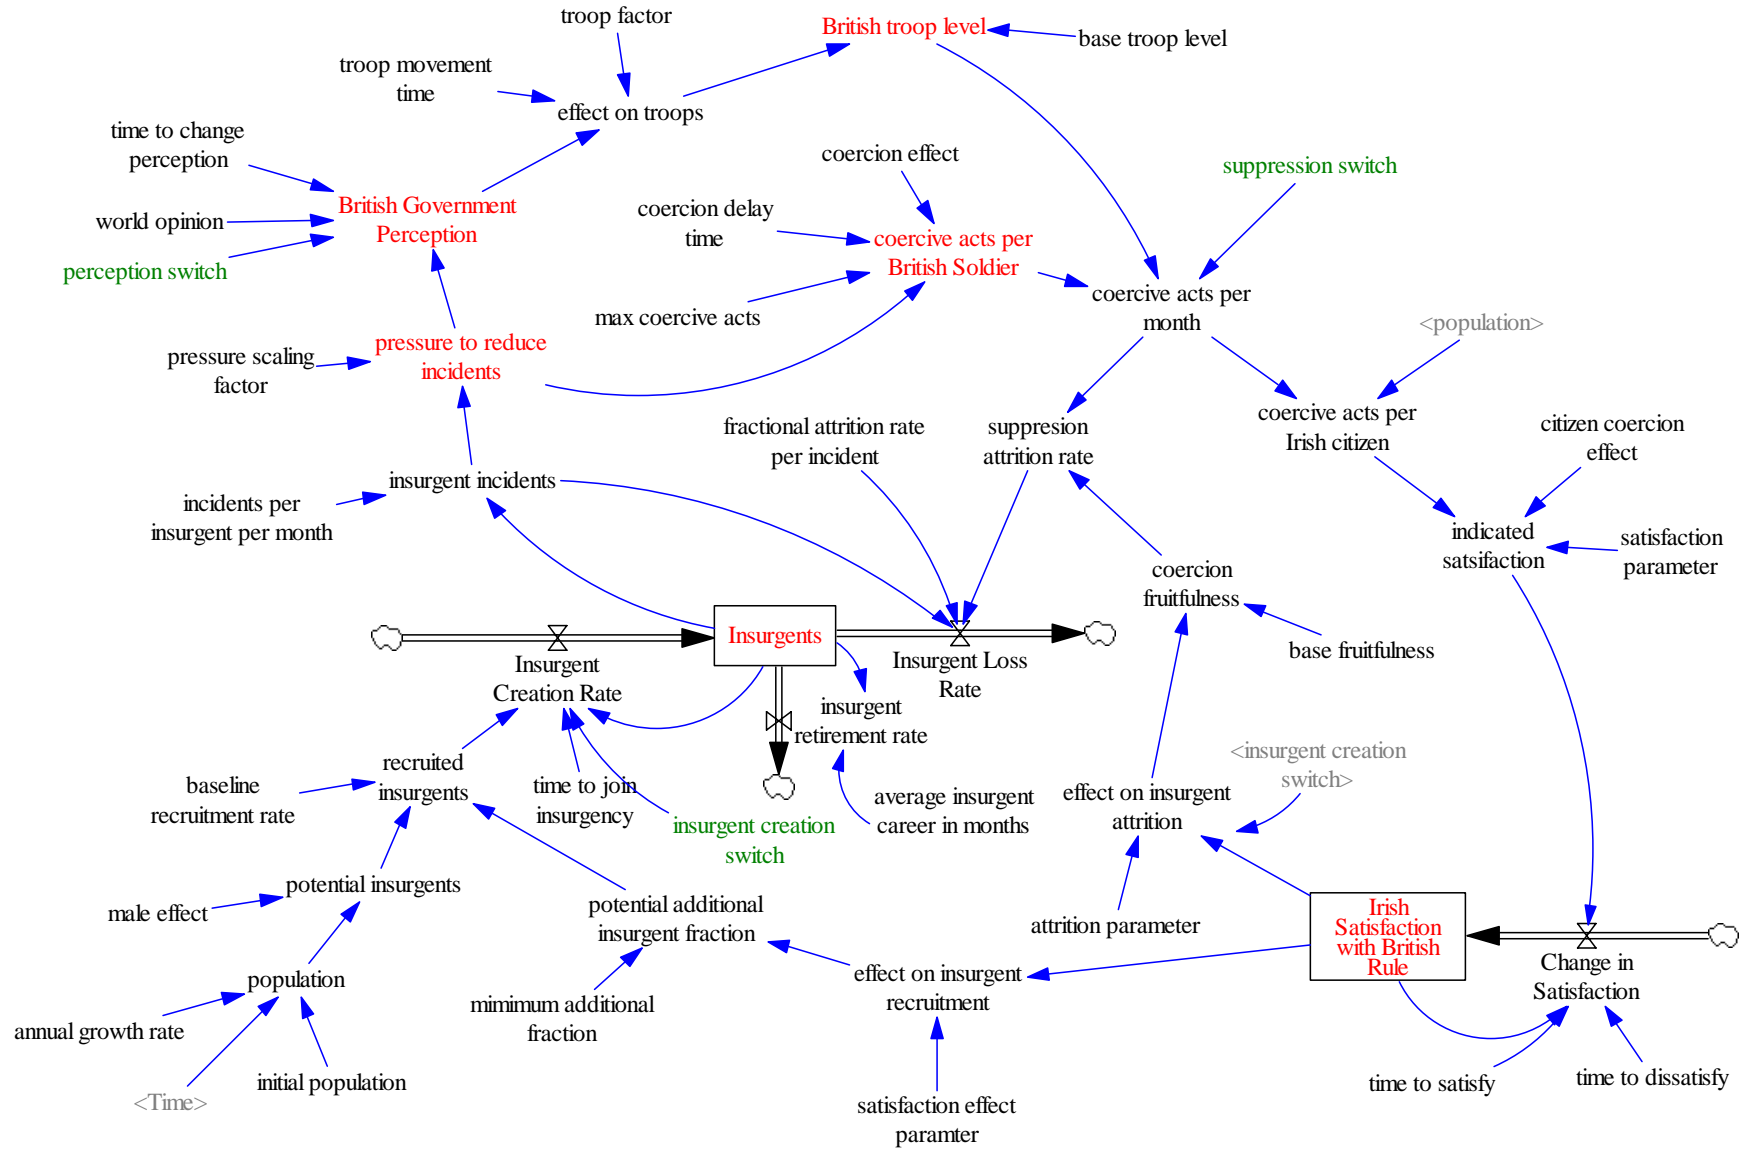 troop factor
British troop level
base troop level
troop movement
time
effect on troops
time to change
perception
coercion effect
suppression switch
world opinion
British Government
Perception
coercion delay
time
coercive acts per
British Soldier
perception switch
max coercive acts
coercive acts per
month
<population>
pressure scaling
factor
pressure to reduce
incidents
fractional attrition rate
per incident
suppresion
attrition rate
coercive acts per
Irish citizen
citizen coercion
effect
insurgent incidents
incidents per
insurgent per month
indicated
satsifaction
satisfaction
parameter
coercion
fruitfulness
base fruitfulness
Insurgents
Insurgent
Creation Rate
Insurgent Loss
Rate
insurgent
retirement rate
recruited
insurgents
baseline
recruitment rate
time to join
insurgency
insurgent creation
switch
average insurgent
career in months
effect on insurgent
attrition
<insurgent creation
switch>
potential insurgents
male effect
potential additional
insurgent fraction
attrition parameter
Irish
Satisfaction
with British
Rule
Change in
Satisfaction
population
annual growth rate
initial population
<Time>
mimimum additional
fraction
effect on insurgent
recruitment
satisfaction effect
paramter
time to satisfy
time to dissatisfy